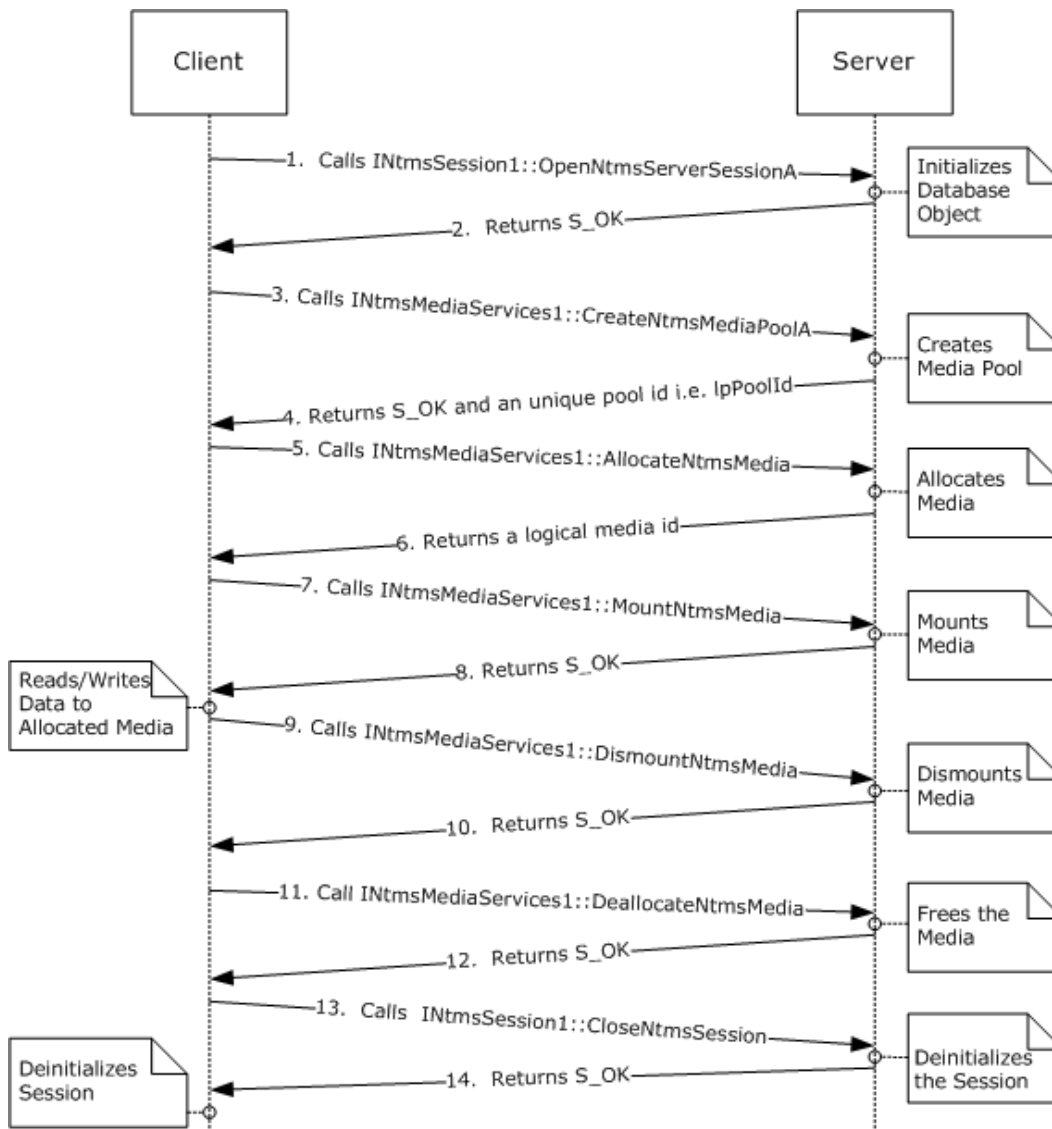 Client
Server
1. Calls INtmsSession1::OpenNtmsServerSessionA
Initializes
Database
Object
2. Returns S_OK
3. Calls INtmsMediaServices1::CreateNtmsMediaPoolA
Creates
Media Pool
4. Returns S_OK and an unique pool id i.e. lpPoolId
5. Calls INtmsMediaServices1::AllocateNtmsMedia
Allocates
Media
6. Returns a logical media id
7. Calls INtmsMediaServices1::MountNtmsMedia
Mounts
Media
8. Returns S_OK
Reads/Writes
Data to
Allocated Media
9. Calls INtmsMediaServices1::DismountNtmsMedia
Dismounts
Media
10. Returns S_OK
11. Call INtmsMediaServices1::DeallocateNtmsMedia
Frees the
Media
12. Returns S_OK
13. Calls INtmsSession1::CloseNtmsSession
Deinitializes
the Session
14. Returns S_OK
Deinitializes
Session